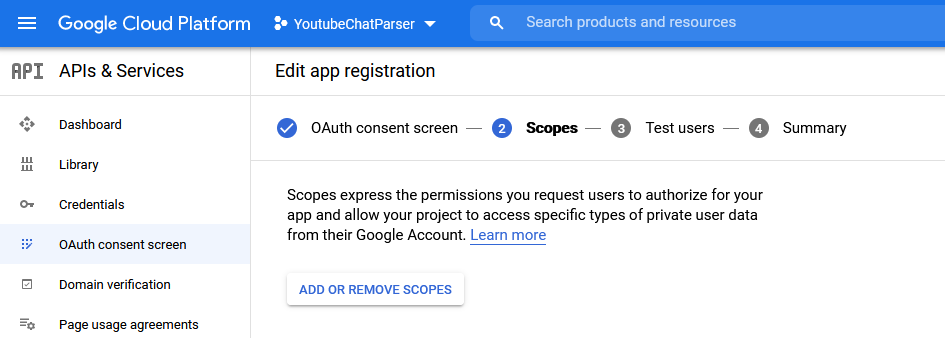 Google Cloud Platform
YoutubeChatParser
Search products and resources
API
APIs & Services
Edit app registration
Dashboard
Library
Credentials
OAuth consent screen
Domain verification
Page usage agreements
OAuth consent screen
2 Scopes
3 Test users
4 Summary
Scopes express the permissions you request users to authorize for your
app and allow your project to access specific types of private user data
from their Google Account. Learn more
ADD OR REMOVE SCOPES